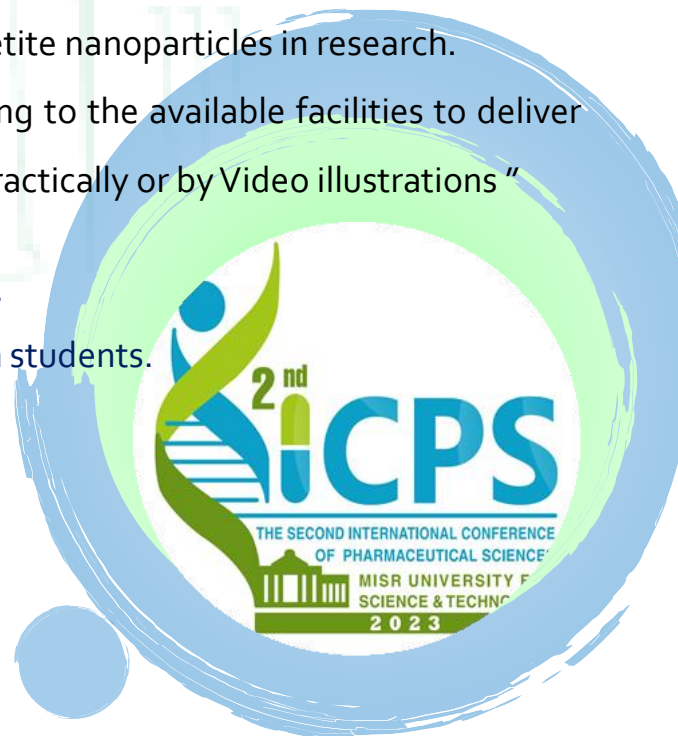 etite nanoparticles in research.
ng to the available facilities to deliver
ractically or by Video illustrations "
students.
2nd
iCPS
THE SECOND INTERNATIONAL CONFERENCE
OF PHARMACEUTICAL SCIENCE
MISR UNIVERSITY F
SCIENCE & TECHNO
2023